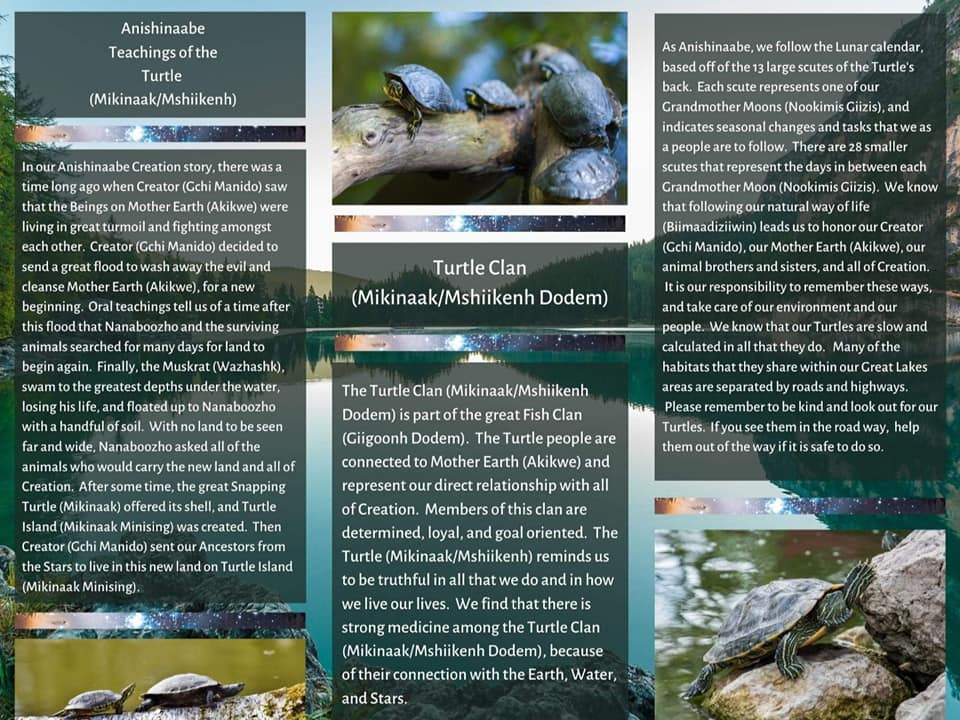 Anishinaabe
Teachings of the
Turtle
(Mikinaak/Mshiikenh)
In our Anishinaabe Creation story, there was a
time long ago when Creator (Gchi Manido) saw
that the Beings on Mother Earth (Akikwe) were
living in great turmoil and fighting amongst
each other. Creator (Gchi Manido) decided to
send a great flood to wash away the evil and
cleanse Mother Earth (Akikwe), for a new
beginning. Oral teachings tell us of a time after
this flood that Nanaboozho and the surviving
animals searched for many days for land to
begin again. Finally, the Muskrat (Wazhashk),
swam to the greatest depths under the water,
losing his life, and floated up to Nanaboozho
with a handful of soil. With no land to be seen
far and wide, Nanaboozho asked all of the
animals who would carry the new land and all of
Creation. After some time, the great Snapping
Turtle (Mikinaak) offered its shell, and Turtle
Island (Mikinaak Minising) was created. Then
Creator (Gchi Manido) sent our Ancestors from
the Stars to live in this new land on Turtle Island
(Mikinaak Minising).
Turtle Clan
(Mikinaak/Mshiikenh Dodem)
The Turtle Clan (Mikinaak/Mshiikenh
Dodem) is part of the great Fish Clan
(Giigoonh Dodem). The Turtle people are
connected to Mother Earth (Akikwe) and
represent our direct relationship with all
of Creation. Members of this clan are
determined, loyal, and goal oriented. The
Turtle (Mikinaak/Mshiikenh) reminds us
to be truthful in all that we do and in how
we live our lives. We find that there is
strong medicine among the Turtle Clan
(Mikinaak/Mshiikenh Dodem), because
of their connection with the Earth, Water,
and Stars.
As Anishinaabe, we follow the Lunar calendar,
based off of the 13 large scutes of the Turtle's
back. Each scute represents one of our
Grandmother Moons (Nookimis Giizis), and
indicates seasonal changes and tasks that we as
a people are to follow. There are 28 smaller
scutes that represent the days in between each
Grandmother Moon (Nookimis Giizis). We know
that following our natural way of life
(Biimaadiziiwin) leads us to honor our Creator
(Gchi Manido), our Mother Earth (Akikwe), our
animal brothers and sisters, and all of Creation.
It is our responsibility to remember these ways,
and take care of our environment and our
people. We know that our Turtles are slow and
calculated in all that they do. Many of the
habitats that they share within our Great Lakes
areas are separated by roads and highways.
Please remember to be kind and look out for our
Turtles. If you see them in the road way, help
them out of the way if it is safe to do so.